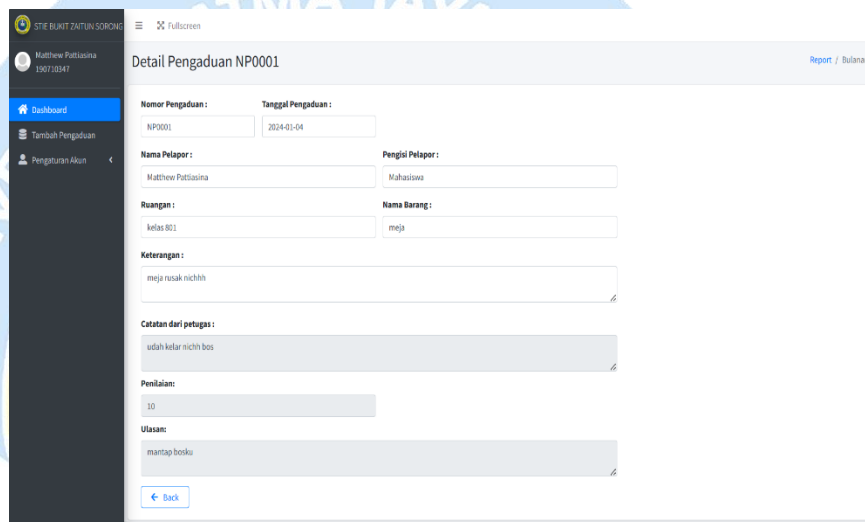 STIE BUKIT ZAITUN SORONG
Fullscreen
Matthew Pattiasina
190710347
Detail Pengaduan NP0001
Report / Bulana
Dashboard
Tambah Pengaduan
Pengaturan Akun
Nomor Pengaduan : Tanggal Pengaduan :
NP0001 2024-01-04
Nama Pelapor : Pengisi Pelapor :
Matthew Pattiasina Mahasiswa
Ruangan : Nama Barang :
kelas 801 meja
Keterangan :
meja rusak nichhh
Catatan dari petugas :
udah kelar nichh bos
Penilaian:
10
Ulasan:
mantap bosku
Back